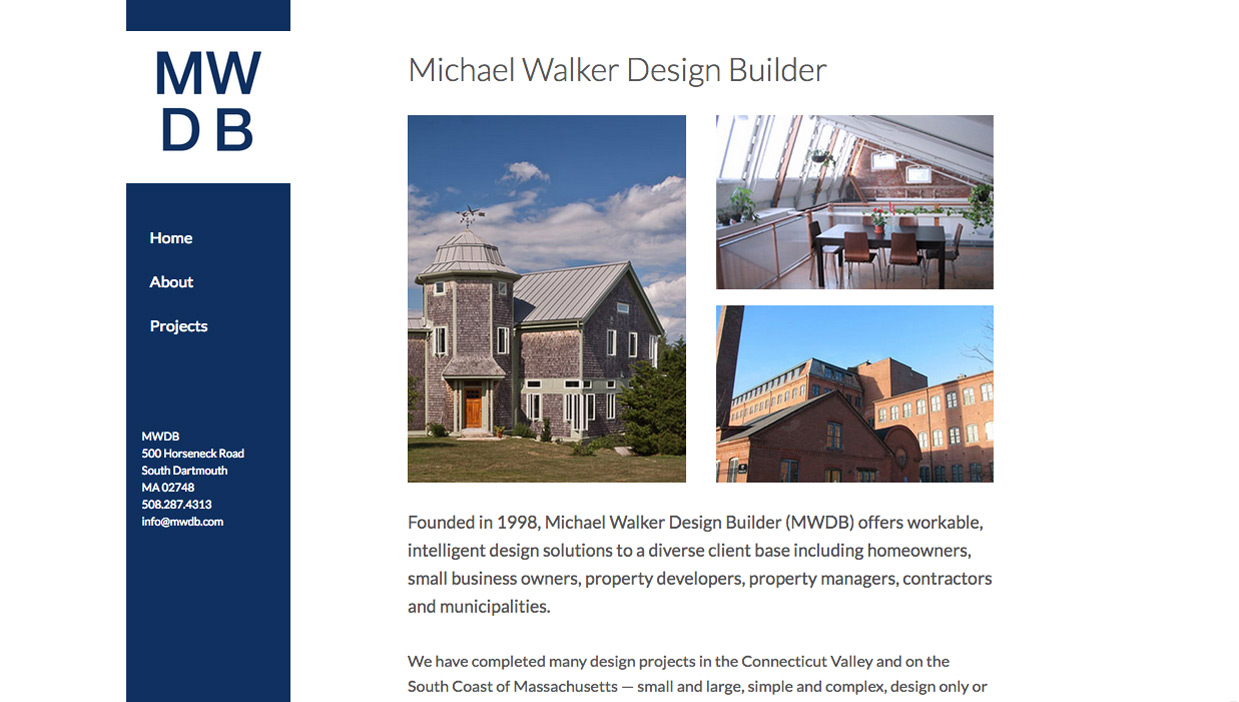 MW
DB
Home
About
Projects
MWDB
500 Horseneck Road
South Dartmouth
MA 02748
508.287.4313
info@mwdb.com
Michael Walker Design Builder
Founded in 1998, Michael Walker Design Builder (MWDB) offers workable,
intelligent design solutions to a diverse client base including homeowners,
small business owners, property developers, property managers, contractors
and municipalities.
We have completed many design projects in the Connecticut Valley and on the
South Coast of Massachusetts — small and large, simple and complex, design only or